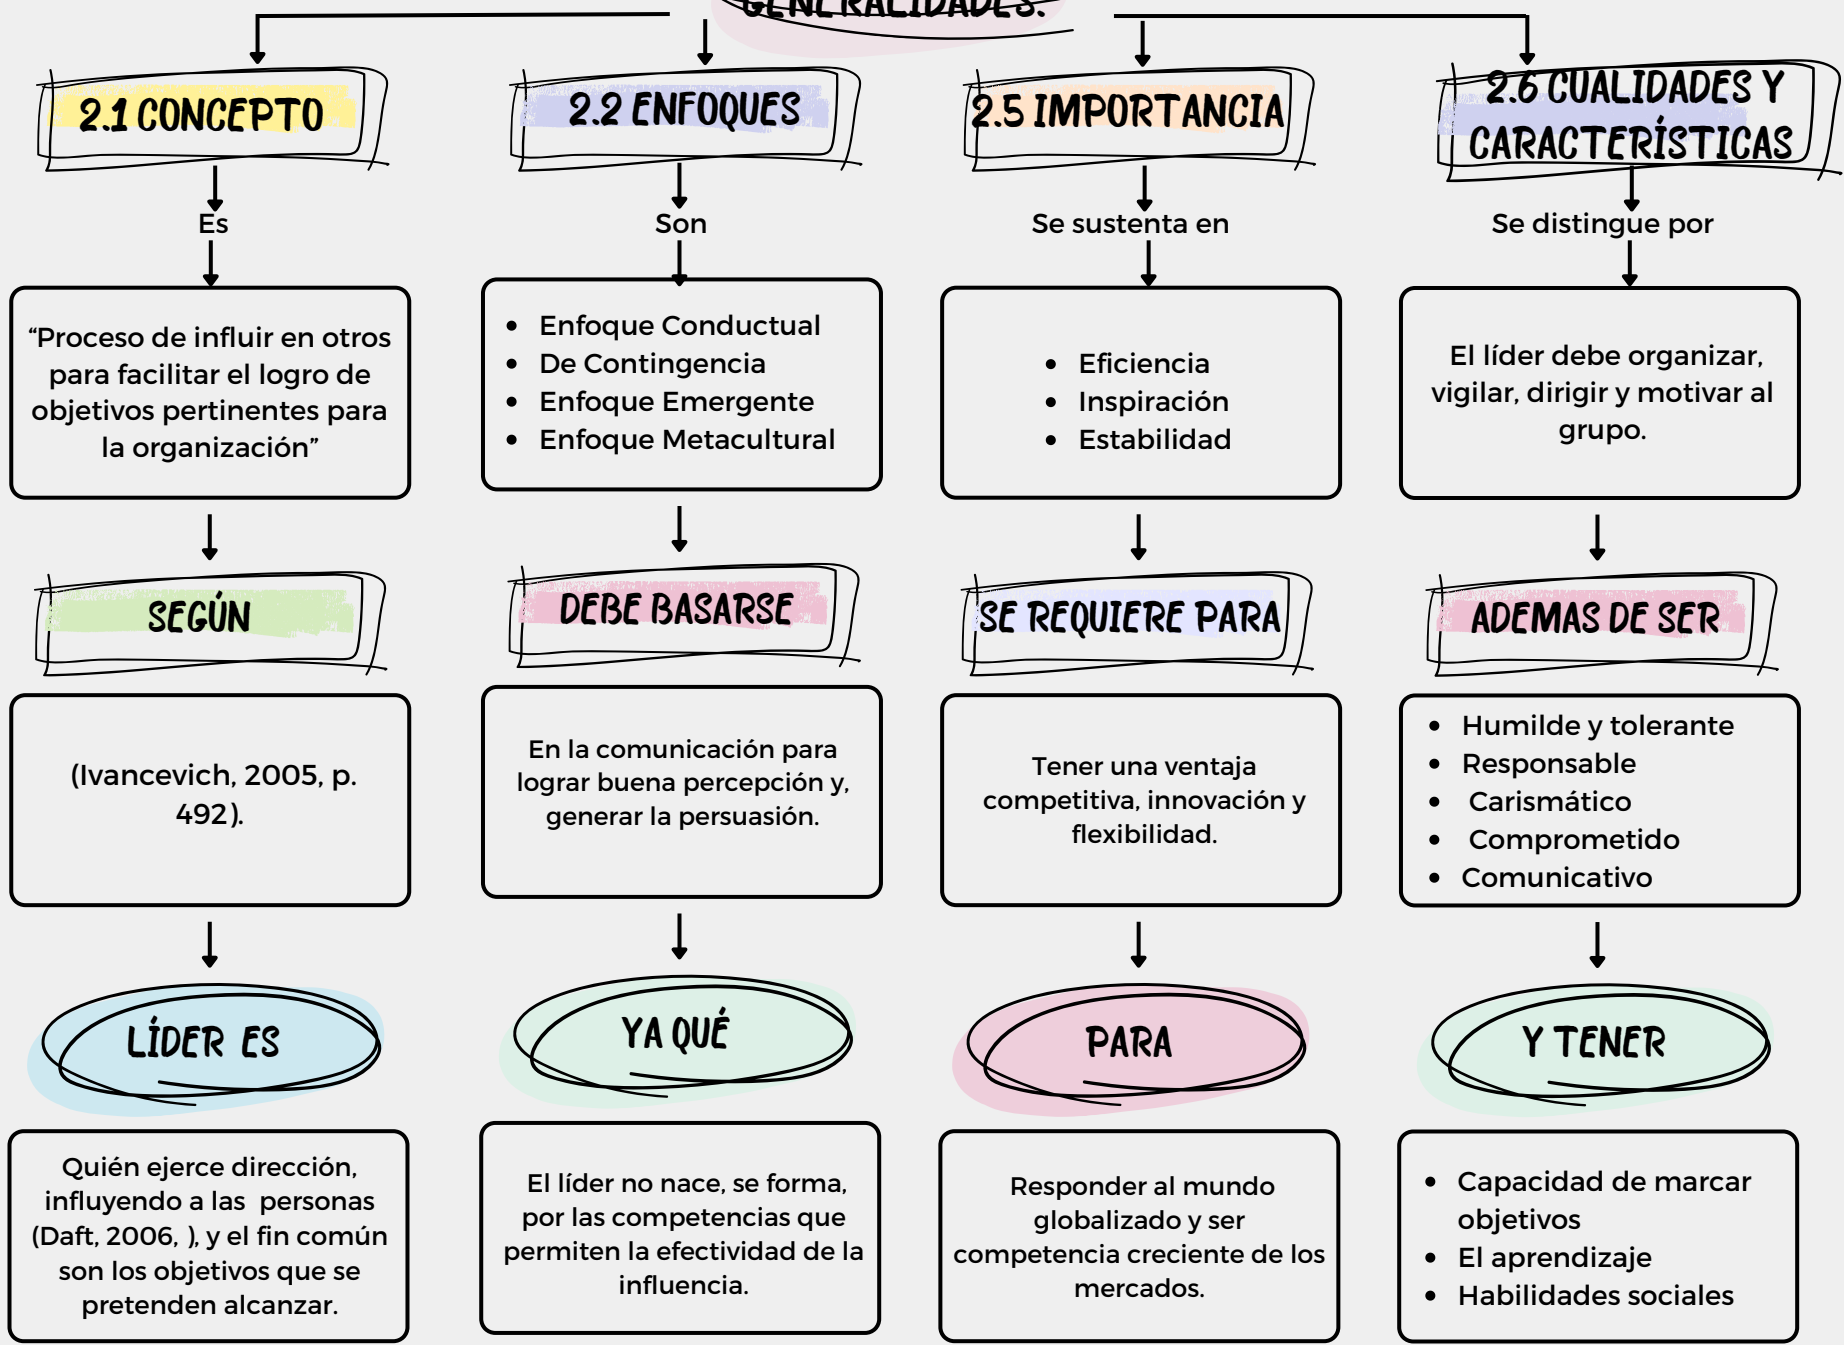 GENERALIDADES.
2.1 CONCEPTO
Es
“Proceso de influir en otros
para facilitar el logro de
objetivos pertinentes para
la organización”
SEGÚN
(Ivancevich, 2005, p.
492).
LÍDER ES
Quién ejerce dirección,
influyendo a las personas
(Daft, 2006, ), y el fin común
son los objetivos que se
pretenden alcanzar.
2.2 ENFOQUES
Son
• Enfoque Conductual
• De Contingencia
• Enfoque Emergente
• Enfoque Metacultural
DEBE BASARSE
En la comunicación para
lograr buena percepción y,
generar la persuasión.
YA QUÉ
El líder no nace, se forma,
por las competencias que
permiten la efectividad de la
influencia.
2.5 IMPORTANCIA
Se sustenta en
• Eficiencia
• Inspiración
• Estabilidad
SE REQUIERE PARA
Tener una ventaja
competitiva, innovación y
flexibilidad.
PARA
Responder al mundo
globalizado y ser
competencia creciente de los
mercados.
2.6 CUALIDADES Y
CARACTERÍSTICAS
Se distingue por
El líder debe organizar,
vigilar, dirigir y motivar al
grupo.
ADEMAS DE SER
• Humilde y tolerante
• Responsable
• Carismático
• Comprometido
• Comunicativo
Y TENER
• Capacidad de marcar
objetivos
• El aprendizaje
• Habilidades sociales